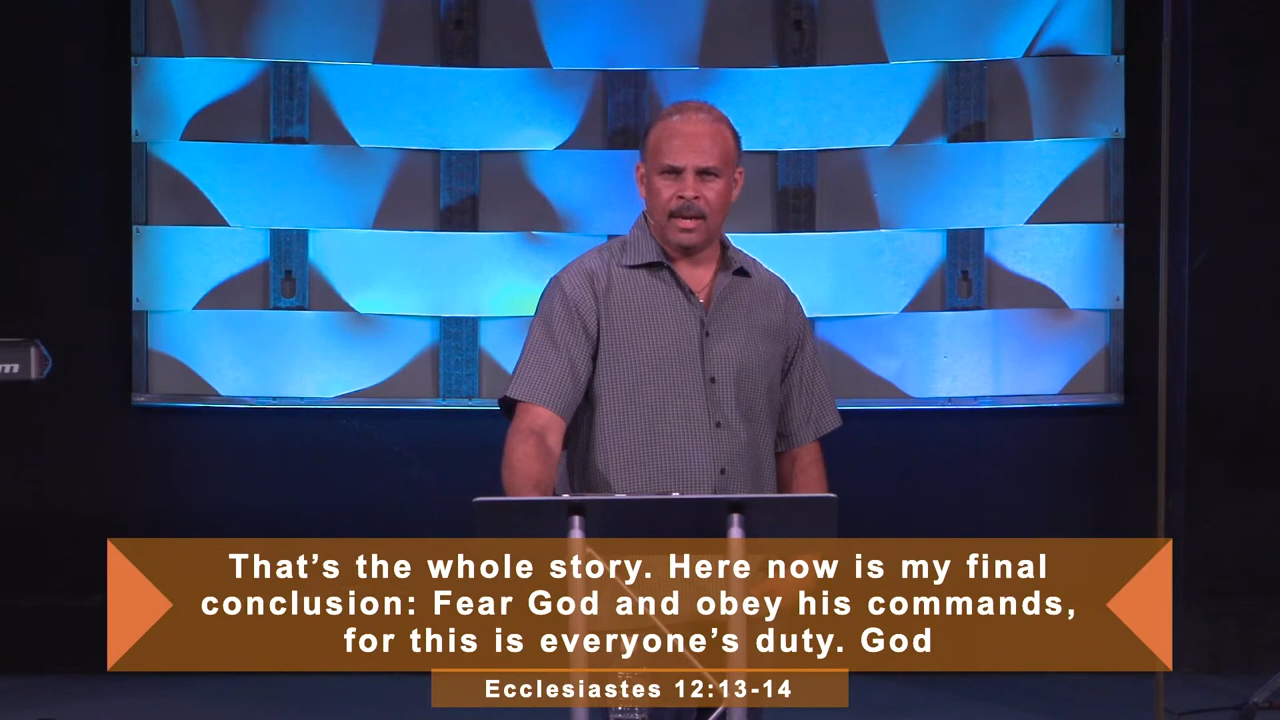 That’s the whole story. Here now is my final
conclusion: Fear God and obey his commands,
for this is everyone’s duty. God
Ecclesiastes 12:13-14